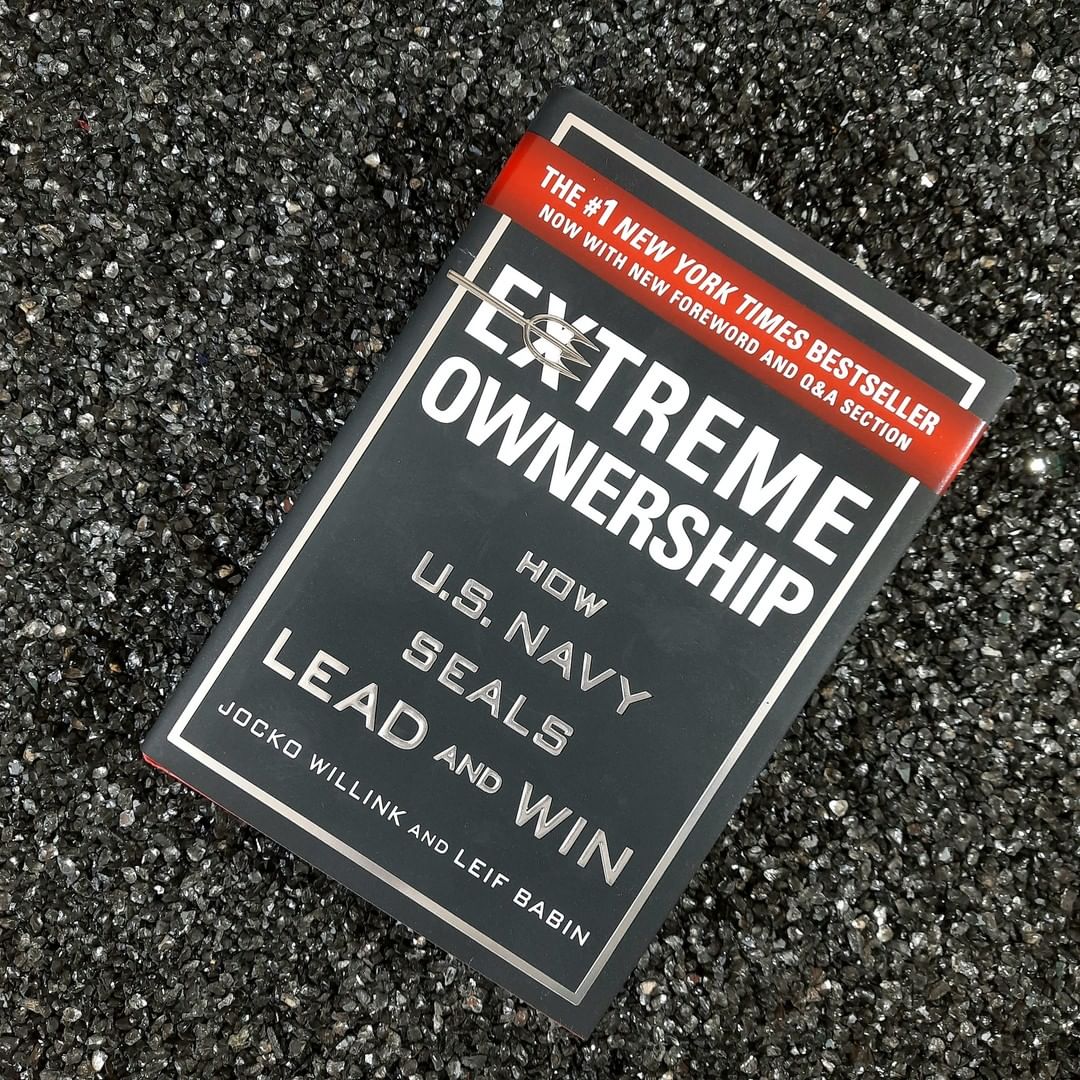 THE #1 NEW YORK TIMES BESTSELLER
NOW WITH NEW FOREWORD AND Q&A SECTION
EXTREME
OWNERSHIP
HOW
U.S. NAVY
SEALS
LEAD AND WIN
JOCKO WILLINK AND LEIF BABIN